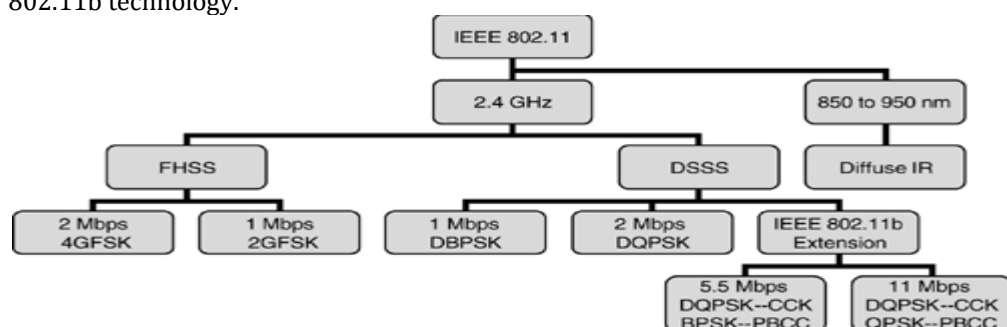 802.11b technology.
IEEE 802.11
2.4 GHz
850 to 950 nm
FHSS
DSSS
Diffuse IR
2 Mbps
4GFSK
1 Mbps
2GFSK
1 Mbps
DBPSK
2 Mbps
DQPSK
IEEE 802.11b
Extension
5.5 Mbps
DQPSK--CCK
BPSK--PBCC
11 Mbps
DQPSK--CCK
QPSK--PBCC